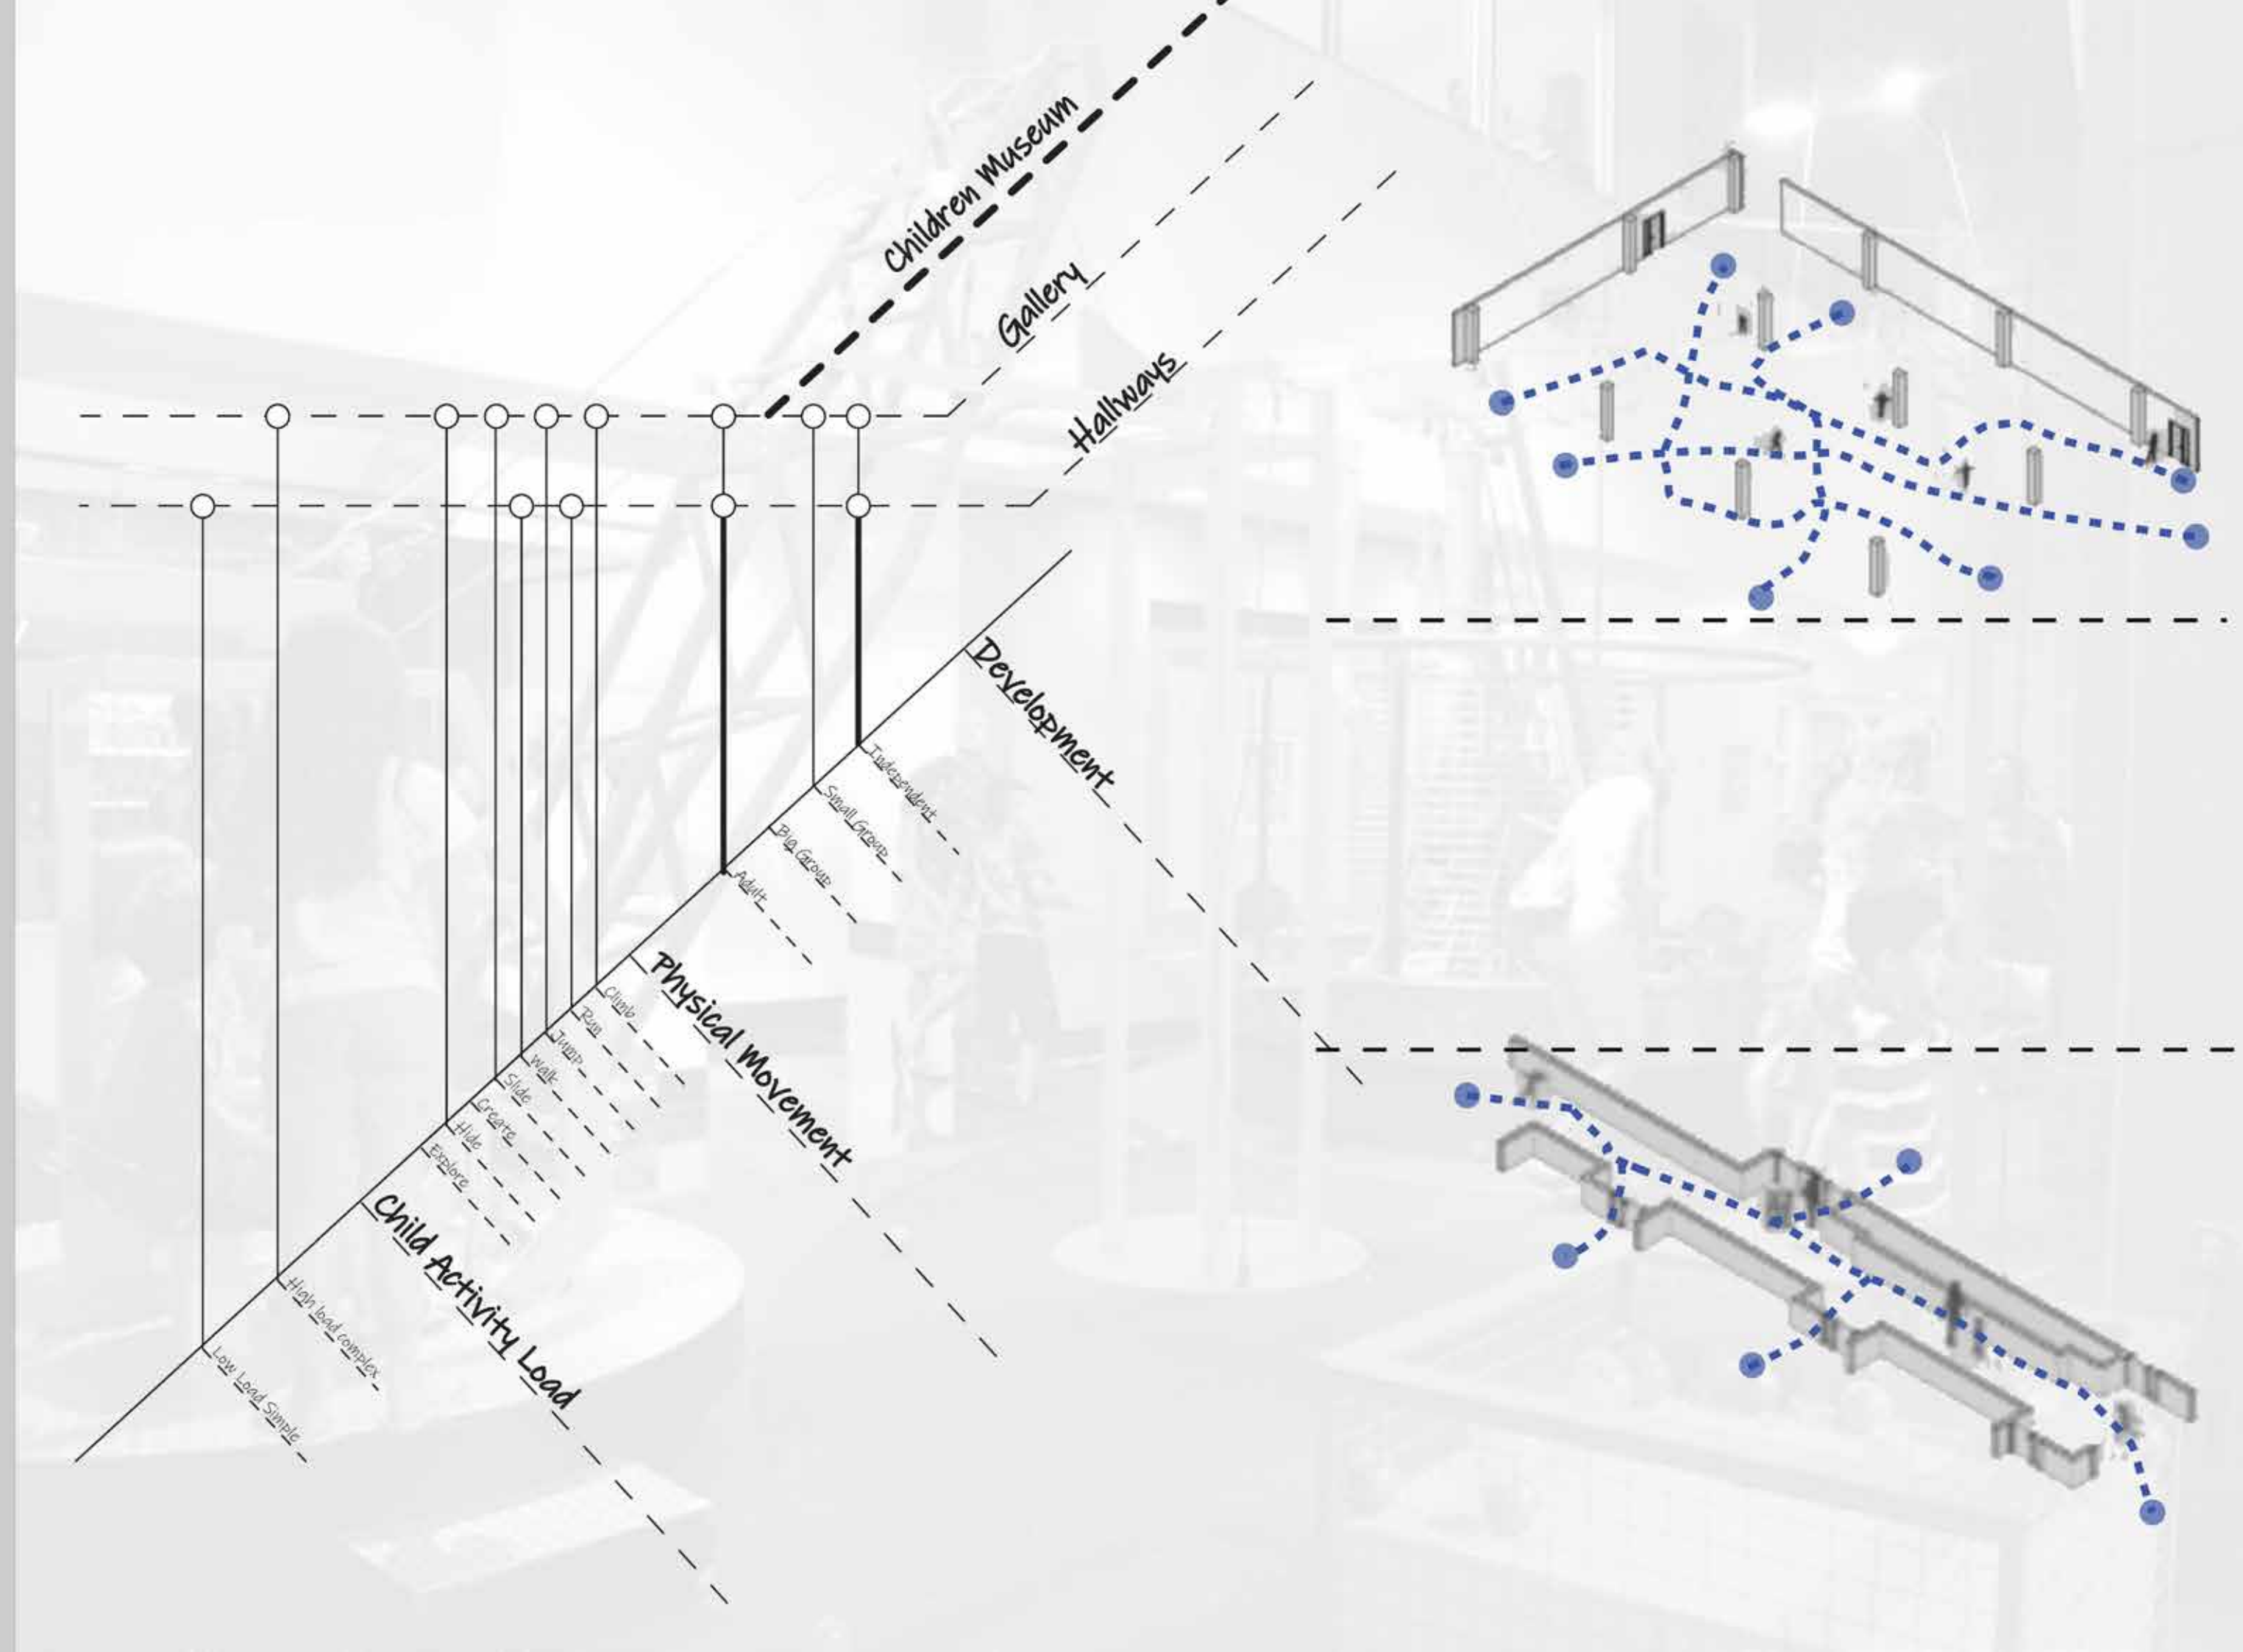 Children Museum
Gallery
Hallways
Development
Independent
Small Group
Big Group
Adult
Physical Movement
Climb
Run
Jump
Walk
Slide
Create
Hide
Explore
Child Activity Load
High load complex
Low Load Simple